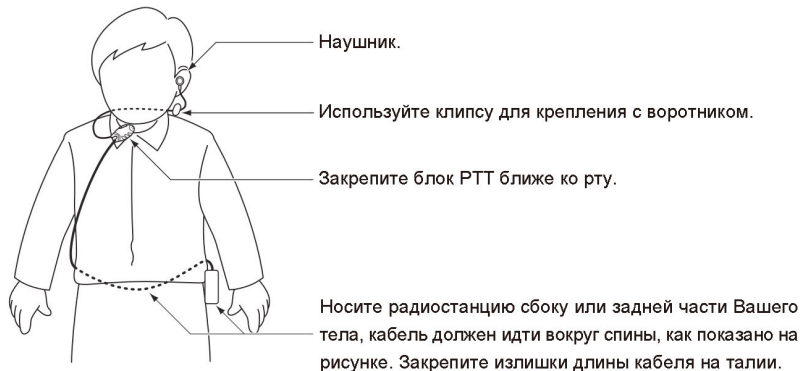 Наушник.
Используйте клипсу для крепления с воротником.
Закрепите блок PTT ближе ко рту.
Носите радиостанцию сбоку или задней части Вашего
тела, кабель должен идти вокруг спины, как показано на
рисунке. Закрепите излишки длины кабеля на талии.